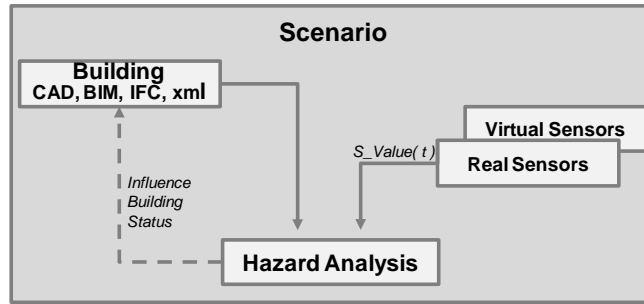 Scenario
Building
CAD, BIM, IFC, xml
Virtual Sensors
S_Value( t )
Real Sensors
Influence
Building
Status
Hazard Analysis